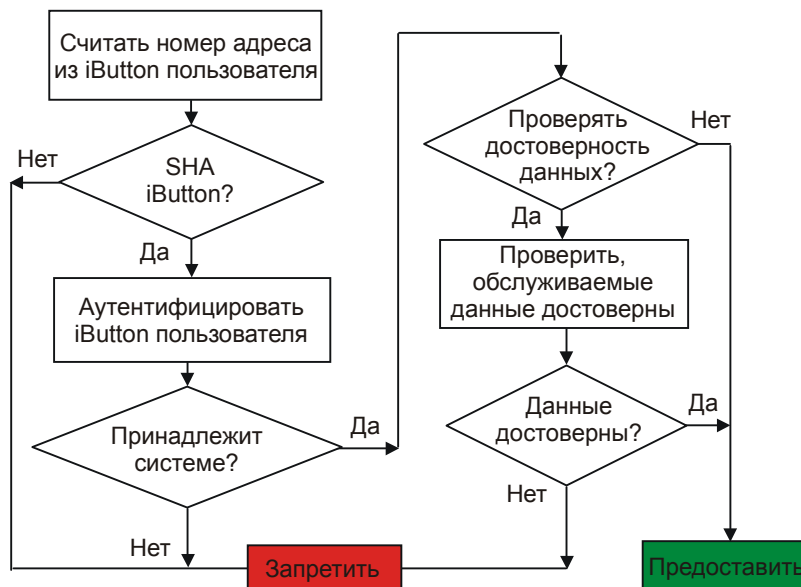 Считать номер адреса
из iButton пользователя
Нет
SHA
iButton?
Да
Аутентифицировать
iButton пользователя
Принадлежит
системе?
Да
Нет
Запретить
Проверять
достоверность
данных?
Нет
Да
Проверить,
обслуживаемые
данные достоверны
Данные
достоверны?
Да
Нет
Предоставить